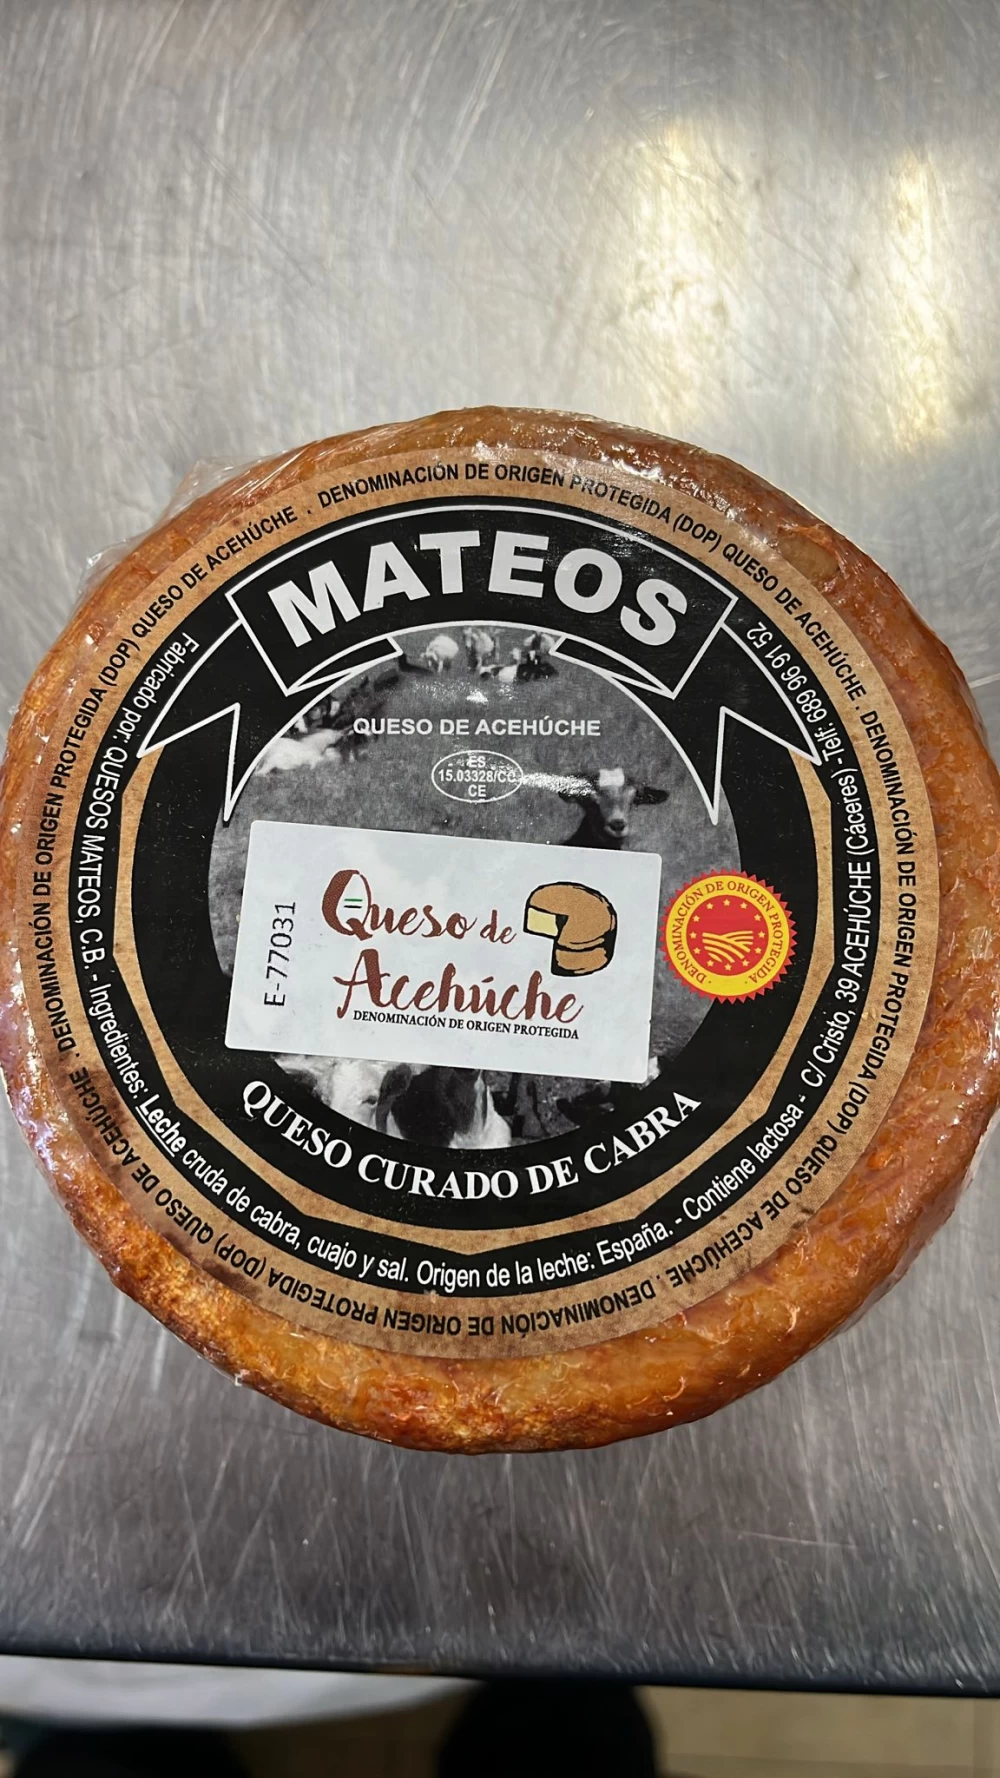 DENOMINACIÓN DE ORIGEN PROTEGIDA (DOP) QUESO DE ACEHÚCHE . DENOMINACIÓN DE ORIGEN PROTEGIDA (DOP) QUESO DE ACEHÚCHE . DENOMINACIÓN DE ORIGEN PROTEGIDA (DOP) QUESO DE ACEHÚCHE . DENOMINACIÓN DE ORIGEN PROTEGIDA (DOP) QUESO DE ACEHÚCHE .
MATEOS
QUESO DE ACEHÚCHE
ES
15.03328/CC
CE
E-77031
Queso de
Acehúche
DENOMINACIÓN DE ORIGEN PROTEGIDA
DENOMINACIÓN DE ORIGEN PROTEGIDA
QUESO CURADO DE CABRA
Fabricado por: QUESOS MATEOS, C.B. - Ingredientes: Leche cruda de cabra, cuajo y sal. Origen de la leche: España. - Contiene lactosa - C/ Cristo, 39 ACEHÚCHE (Cáceres) - Telf: 689 96 91 52